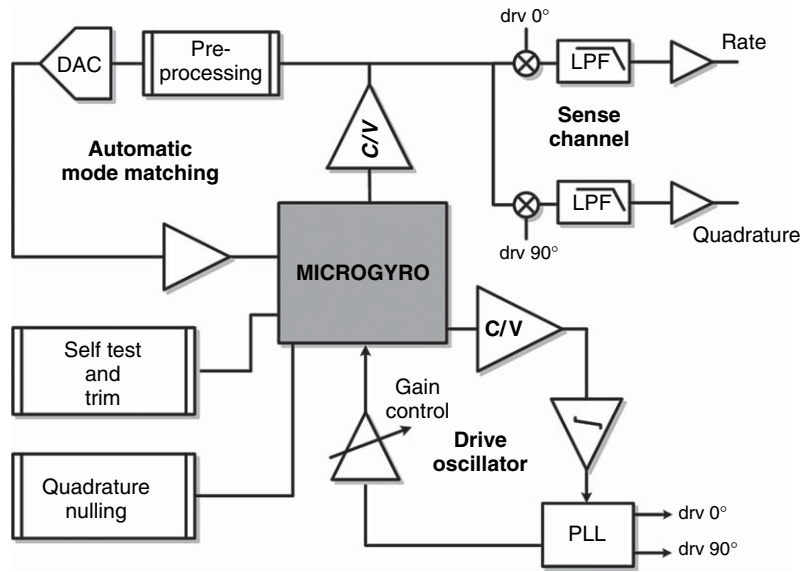 drv 0°
Rate
DAC
Pre-
processing
LPF
Sense
channel
C/V
Automatic
mode matching
LPF
drv 90°
Quadrature
MICROGYRO
C/V
Self test
and
trim
Gain
control
∫
Drive
oscillator
Quadrature
nulling
PLL
drv 0°
drv 90°